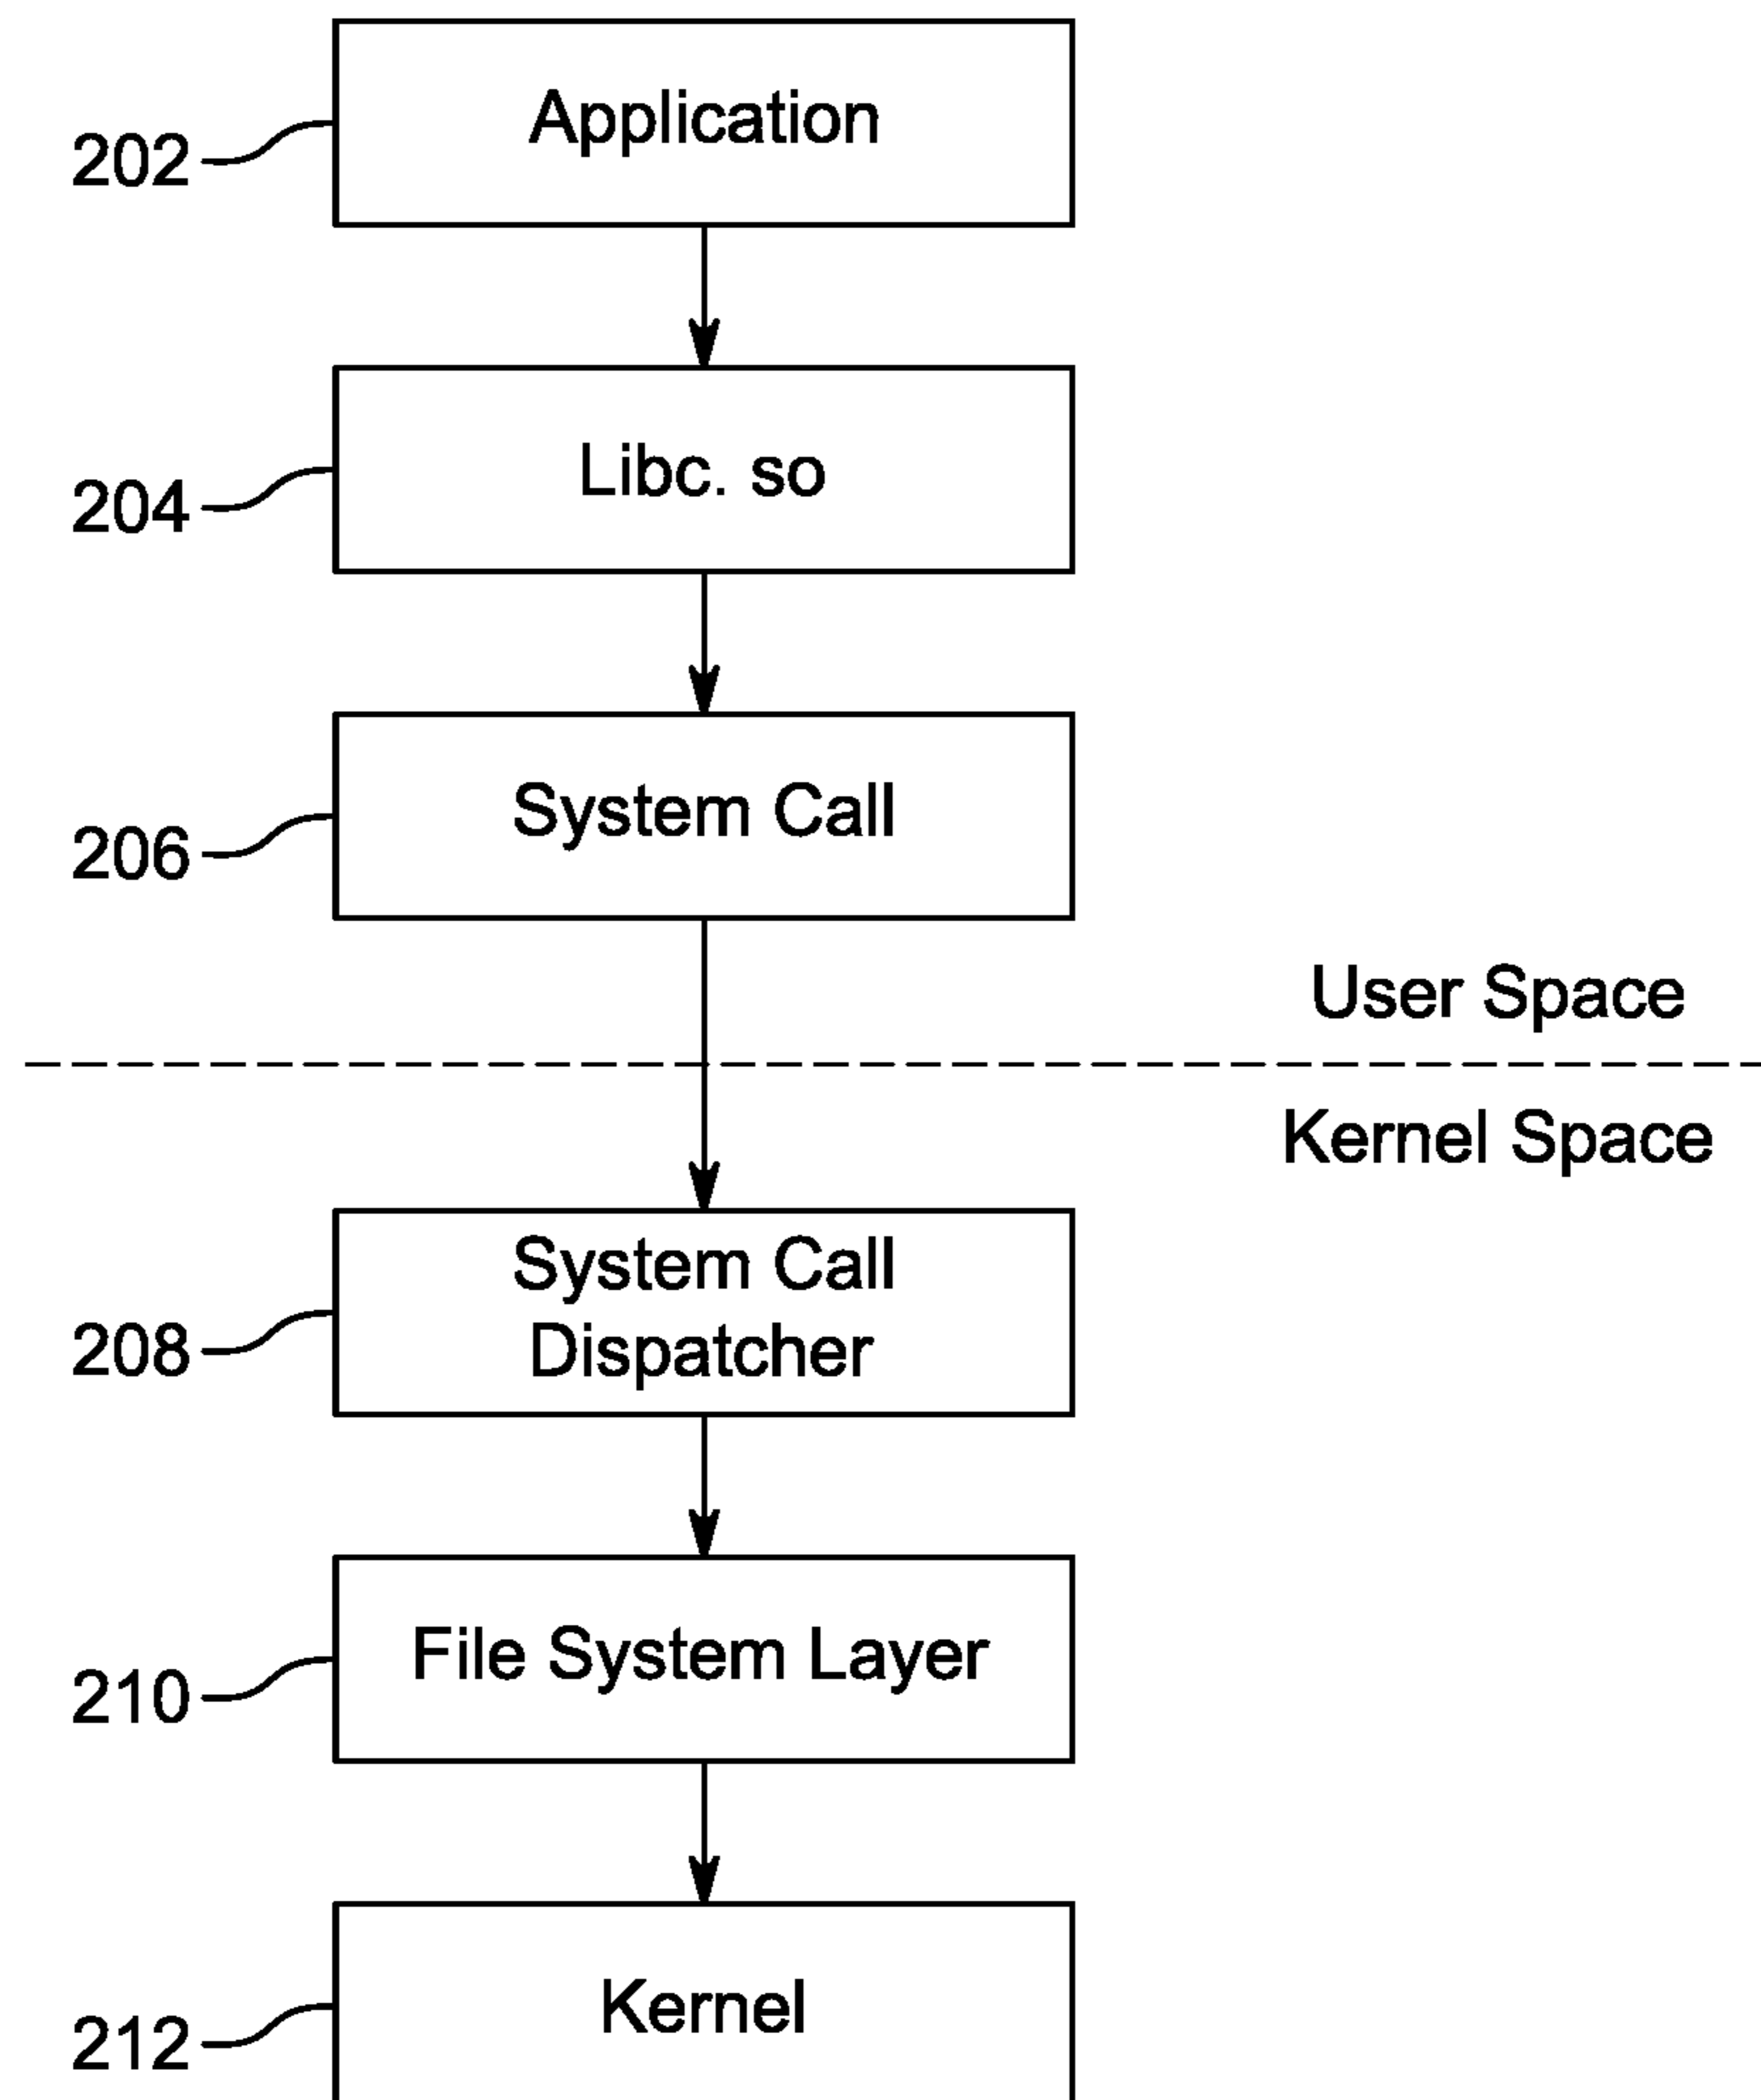 Application
202
Libc. so
204
System Call
206
User Space
Kernel Space
System Call
Dispatcher
208
File System Layer
210
Kernel
212